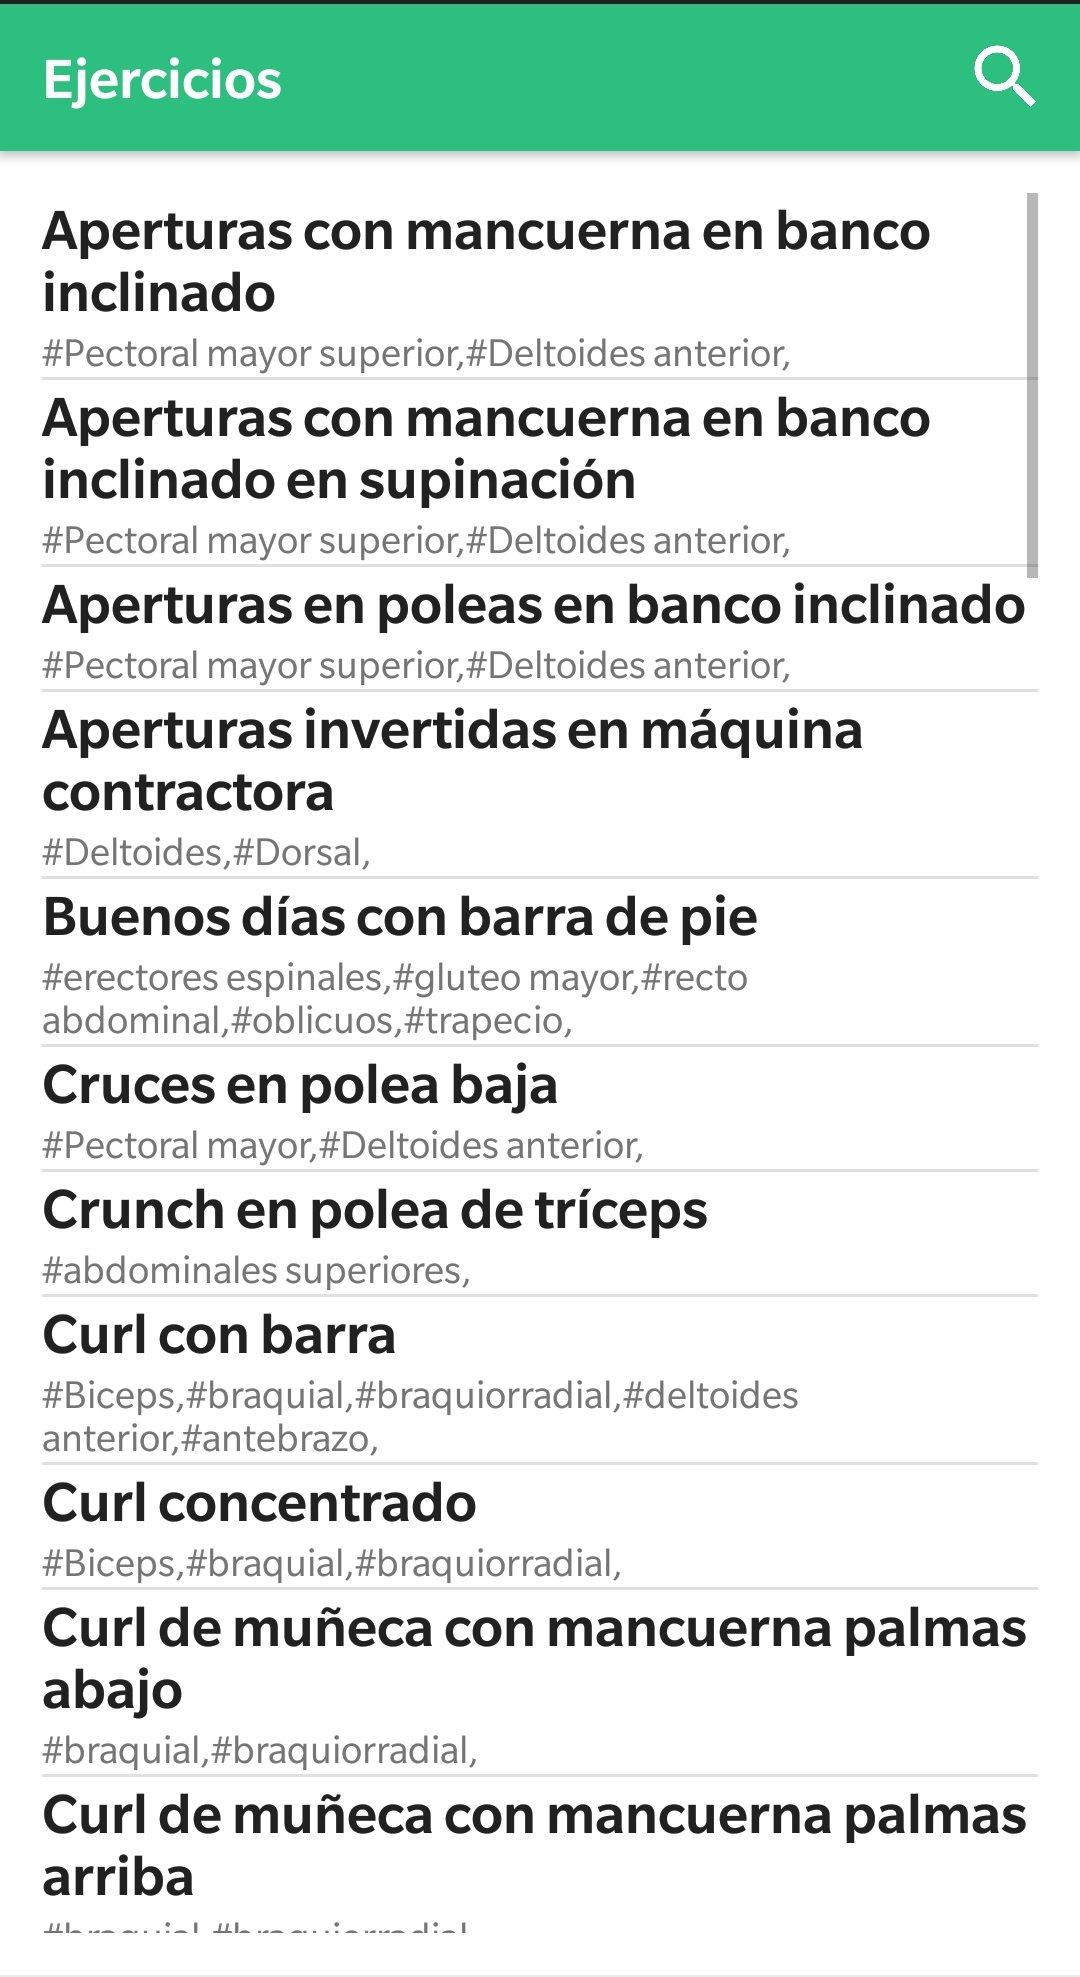 Ejercicios
Aperturas con mancuerna en banco
inclinado
#Pectoral mayor superior,#Deltoides anterior,
Aperturas con mancuerna en banco
inclinado en supinación
#Pectoral mayor superior,#Deltoides anterior,
Aperturas en poleas en banco inclinado
#Pectoral mayor superior,#Deltoides anterior,
Aperturas invertidas en máquina
contractora
#Deltoides,#Dorsal,
Buenos días con barra de pie
#erectores espinales,#gluteo mayor,#recto
abdominal,#oblicuos,#trapecio,
Cruces en polea baja
#Pectoral mayor,#Deltoides anterior,
Crunch en polea de tríceps
#abdominales superiores,
Curl con barra
#Biceps,#braquial,#braquiorradial,#deltoides
anterior,#antebrazo,
Curl concentrado
#Biceps,#braquial,#braquiorradial,
Curl de muñeca con mancuerna palmas
abajo
#braquial,#braquiorradial,
Curl de muñeca con mancuerna palmas
arriba
#braquial,#braquiorradial